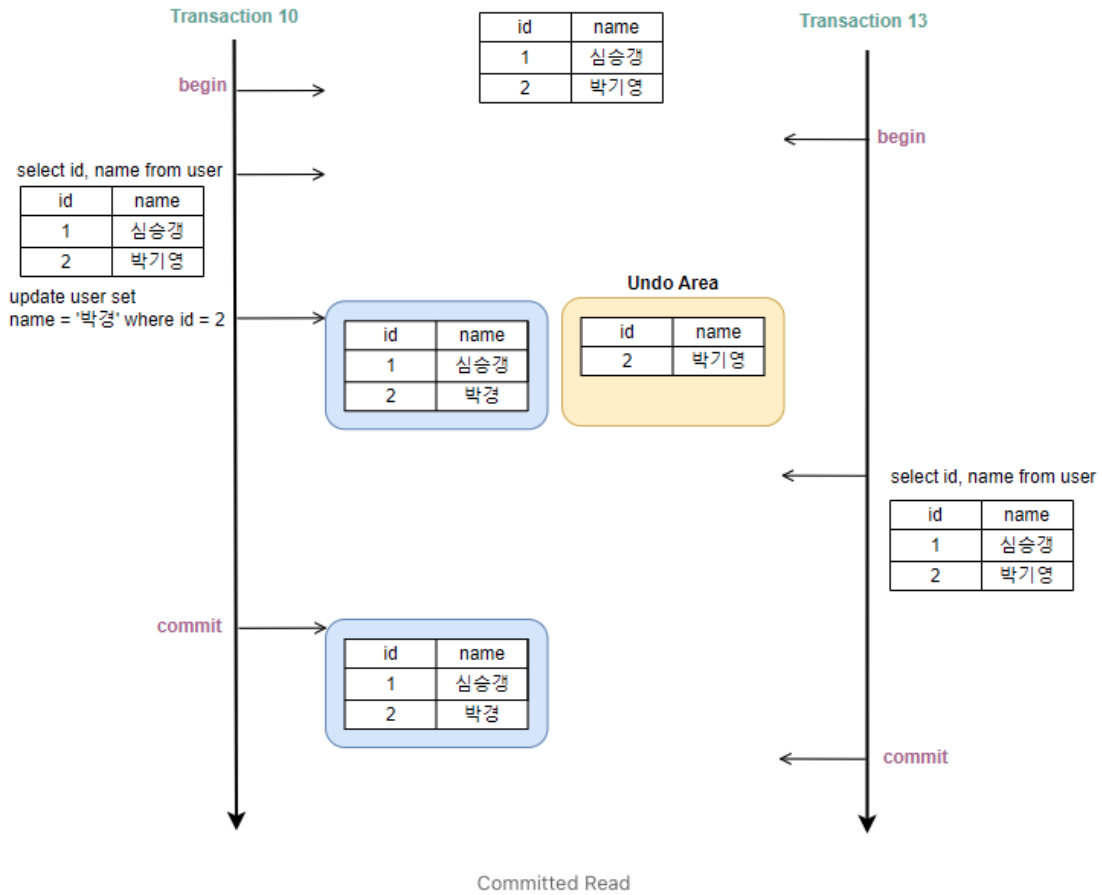 Transaction 10
Transaction 13
id name
1 심승갱
2 박기영
begin
begin
select id, name from user
id name
1 심승갱
2 박기영
update user set
name = '박경' where id = 2
Undo Area
id name
1 심승갱
2 박경
id name
2 박기영
select id, name from user
id name
1 심승갱
2 박기영
commit
id name
1 심승갱
2 박경
commit
Committed Read